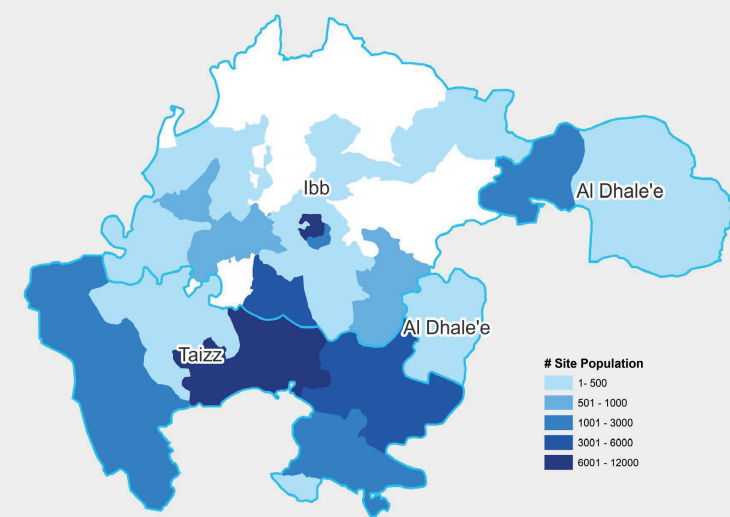 Ibb
Al Dhale'e
Al Dhale'e
Taizz
# Site Population
1- 500
501 - 1000
1001 - 3000
3001 - 6000
6001 - 12000